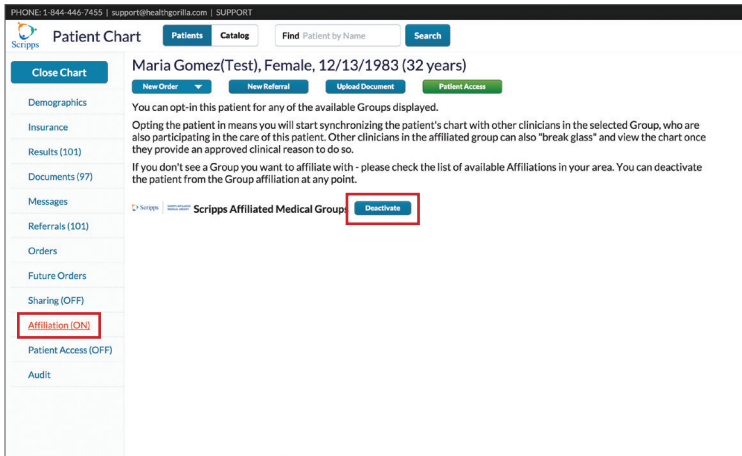 PHONE: 1-844-446-7455 | support@healthgorilla.com | SUPPORT
Scripps
Patient Chart
Patients
Catalog
Find Patient by Name
Search
Close Chart
Demographics
Insurance
Results (101)
Documents (97)
Messages
Referrals (101)
Orders
Future Orders
Sharing (OFF)
Affiliation (ON)
Patient Access (OFF)
Audit
Maria Gomez(Test), Female, 12/13/1983 (32 years)
New Order
New Referral
Upload Document
Patient Access
You can opt-in this patient for any of the available Groups displayed.
Opting the patient in means you will start synchronizing the patient's chart with other clinicians in the selected Group, who are
also participating in the care of this patient. Other clinicians in the affiliated group can also "break glass" and view the chart once
they provide an approved clinical reason to do so.
If you don't see a Group you want to affiliate with - please check the list of available Affiliations in your area. You can deactivate
the patient from the Group affiliation at any point.
Scripps
Scripps Affiliated Medical Groups
Deactivate